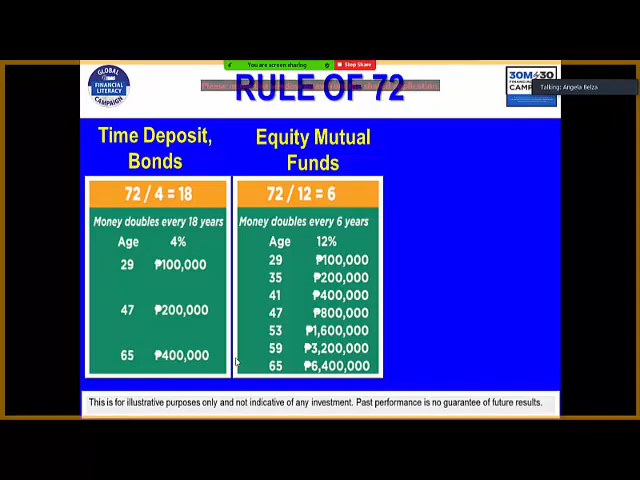 You are screen sharing
Stop Share
GLOBAL
FINANCIAL
LITERACY
CAMPAIGN
RULE OF 72
30M 30
FINANCIAL
CAMP
Talking: Angela Belza
Time Deposit,
Bonds
72 / 4 = 18
Money doubles every 18 years
Age 4%
29 ₱100,000
47 ₱200,000
65 ₱400,000
Equity Mutual
Funds
72 / 12 = 6
Money doubles every 6 years
Age 12%
29 ₱100,000
35 ₱200,000
41 ₱400,000
47 ₱800,000
53 ₱1,600,000
59 ₱3,200,000
65 ₱6,400,000
This is for illustrative purposes only and not indicative of any investment. Past performance is no guarantee of future results.